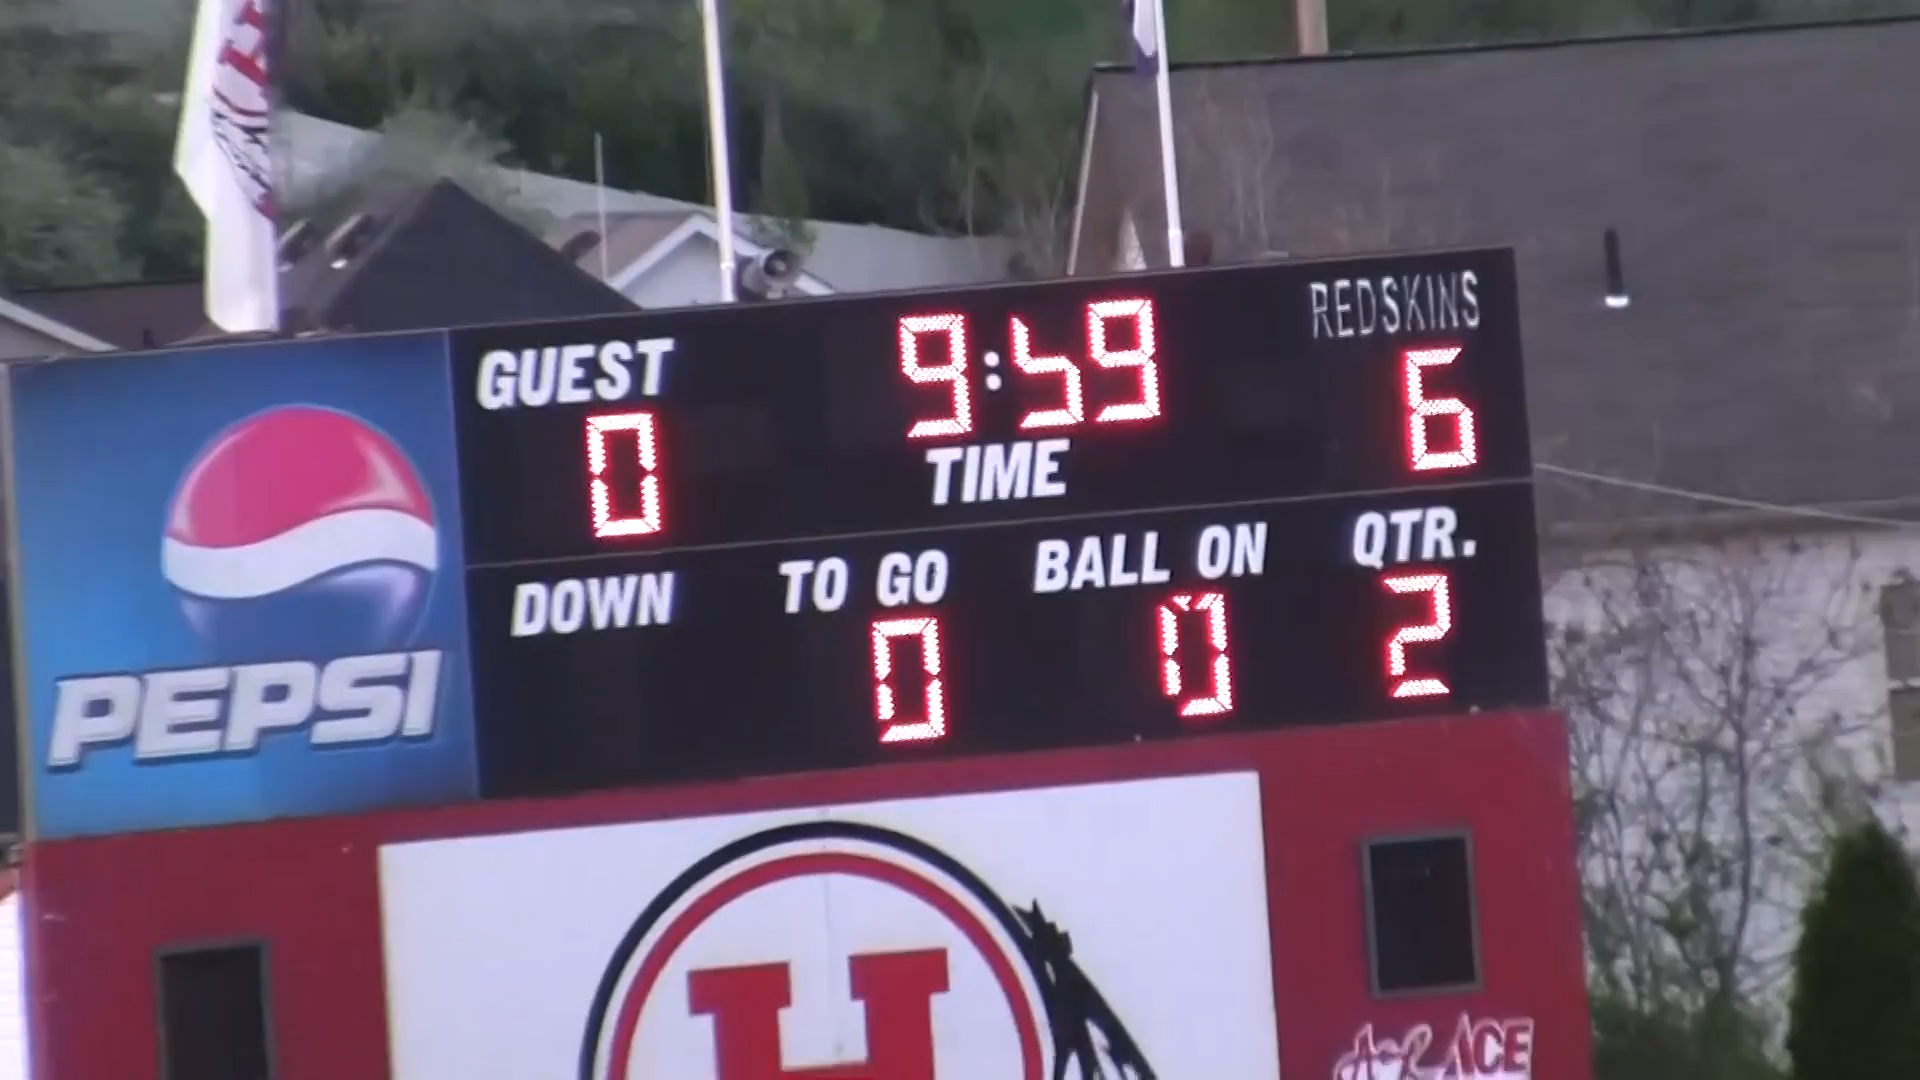 H
GUEST 9:59 REDSKINS
0 TIME 6
DOWN TO GO BALL ON QTR.
0 0 2
PEPSI
H
ACE